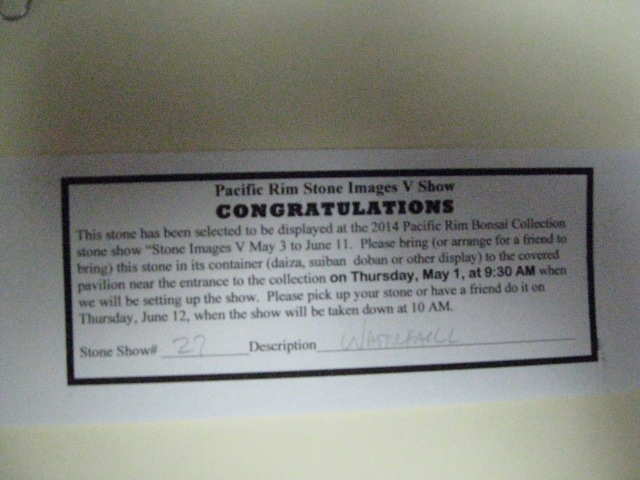 Pacific Rim Stone Images V Show
CONGRATULATIONS
This stone has been selected to be displayed at the 2014 Pacific Rim Bonsai Collection
stone show "Stone Images V May 3 to June 11. Please bring (or arrange for a friend to
bring) this stone in its container (daiza, suiban doban or other display) to the covered
pavilion near the entrance to the collection on Thursday, May 1, at 9:30 AM when
we will be setting up the show. Please pick up your stone or have a friend do it on
Thursday, June 12, when the show will be taken down at 10 AM.
Stone Show# 27 Description WATERFALL